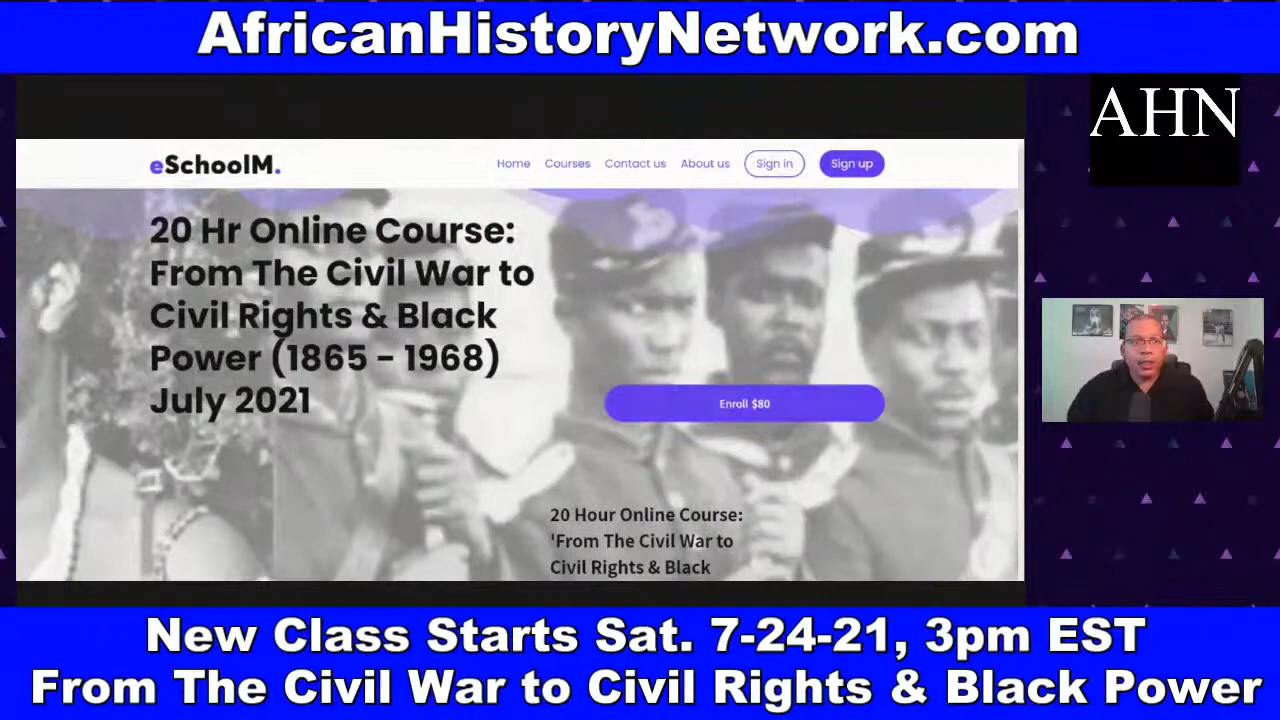 AfricanHistoryNetwork.com
AHN
eSchoolM.
Home Courses Contact us About us Sign in Sign up
20 Hr Online Course:
From The Civil War to
Civil Rights & Black
Power (1865 - 1968)
July 2021
Enroll $80
20 Hour Online Course:
'From The Civil War to
Civil Rights & Black
New Class Starts Sat. 7-24-21, 3pm EST
From The Civil War to Civil Rights & Black Power